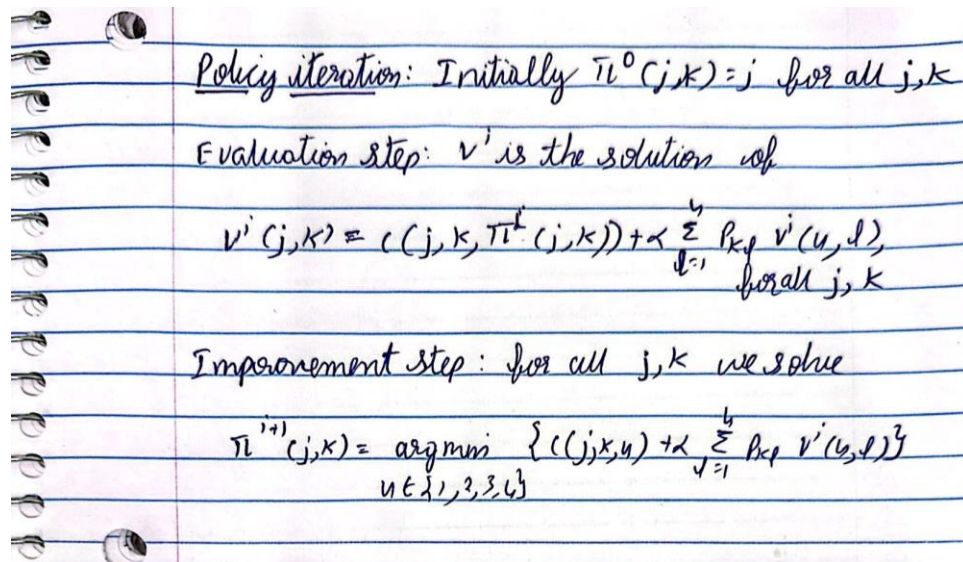 Policy iteration: Initially π⁰(j,k) = j for all j,k
Evaluation step: vⁱ is the solution of
vⁱ(j,k) = c(j,k,πⁱ(j,k)) + α Σ_{l=1}^{4} P_{kl} vⁱ(u,l),
for all j, k
Improvement step: for all j,k we solve
πⁱ⁺¹(j,k) = argmin {c(j,k,u) + α Σ_{l=1}^{4} P_{kl} vⁱ(u,l)}
u ∈ {1,2,3,4}